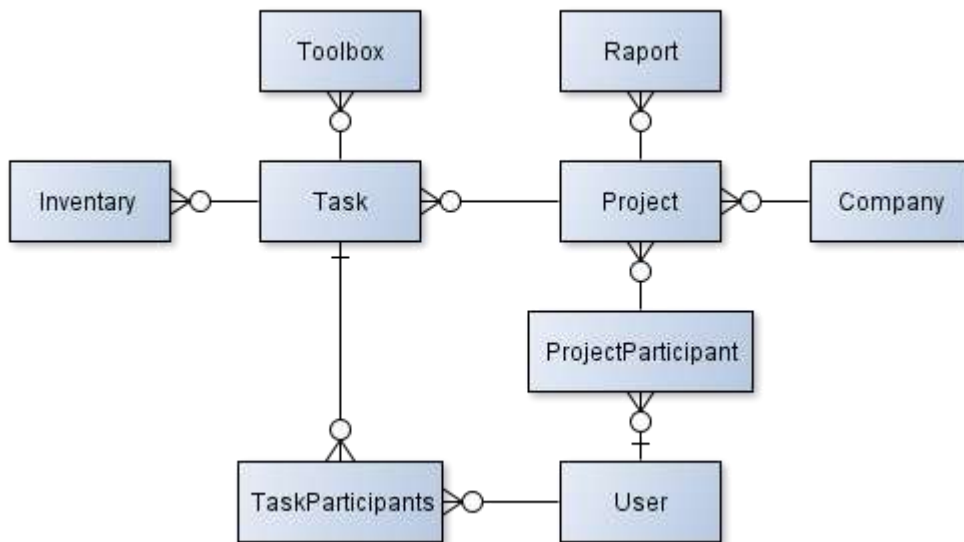 Toolbox
Raport
Inventary
Task
Project
Company
ProjectParticipant
TaskParticipants
User